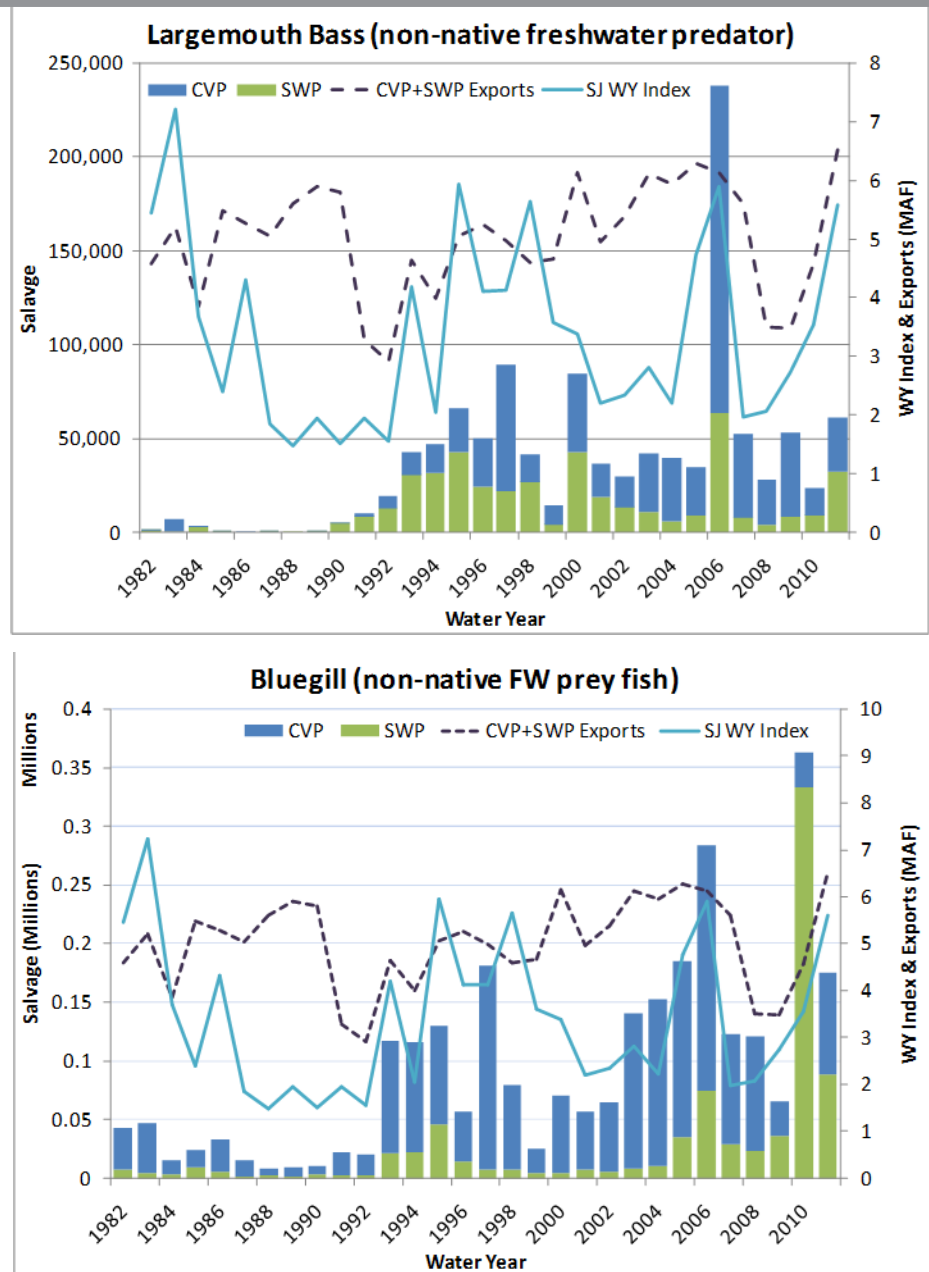 Largemouth Bass (non-native freshwater predator)
250,000
200,000
150,000
100,000
50,000
0
Salavge
CVP SWP CVP+SWP Exports SJ WY Index
8
7
6
5
4
3
2
1
0
WY Index & Exports (MAF)
1982 1984 1986 1988 1990 1992 1994 1996 1998 2000 2002 2004 2006 2008 2010
Water Year
Bluegill (non-native FW prey fish)
0.4
0.35
0.3
0.25
0.2
0.15
0.1
0.05
0
Millions
Salvage (Millions)
CVP SWP CVP+SWP Exports SJ WY Index
10
9
8
7
6
5
4
3
2
1
0
WY Index & Exports (MAF)
1982 1984 1986 1988 1990 1992 1994 1996 1998 2000 2002 2004 2006 2008 2010
Water Year